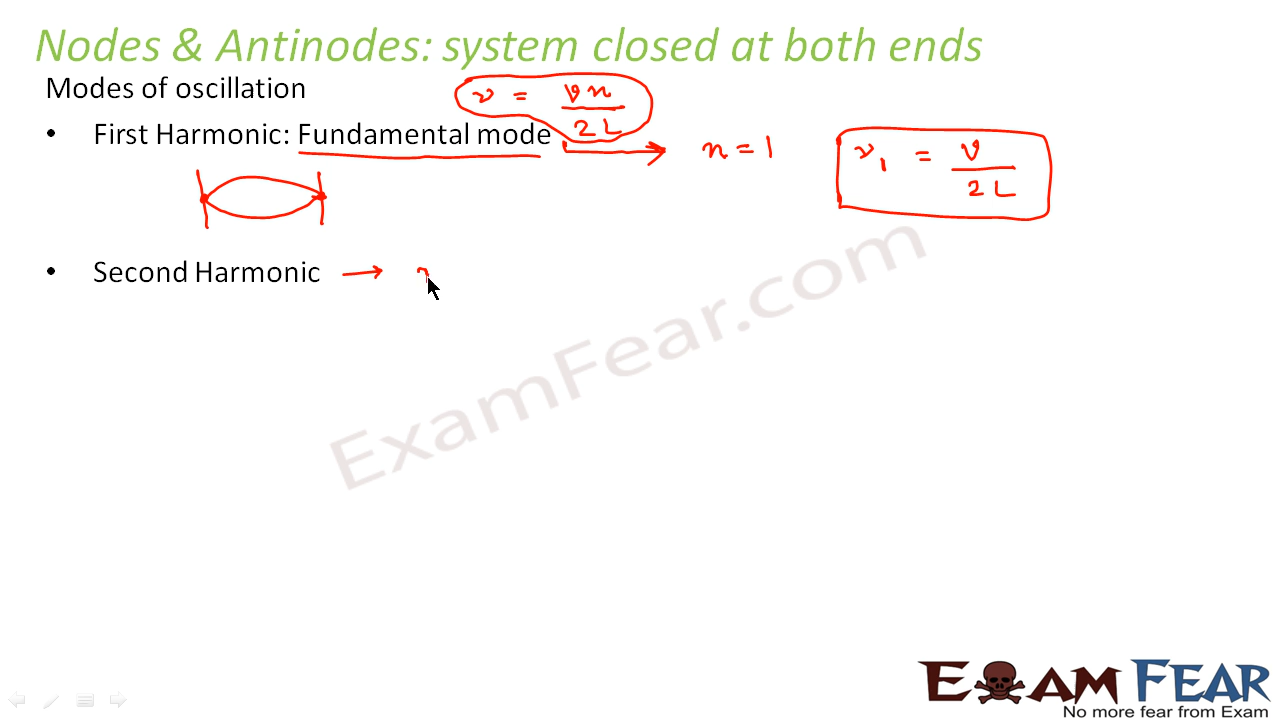 Nodes & Antinodes: system closed at both ends
Modes of oscillation
ν = vn / 2L
• First Harmonic: Fundamental mode
n = 1
ν₁ = v / 2L
• Second Harmonic →
ExamFear.com
EXAM FEAR
No more fear from Exam